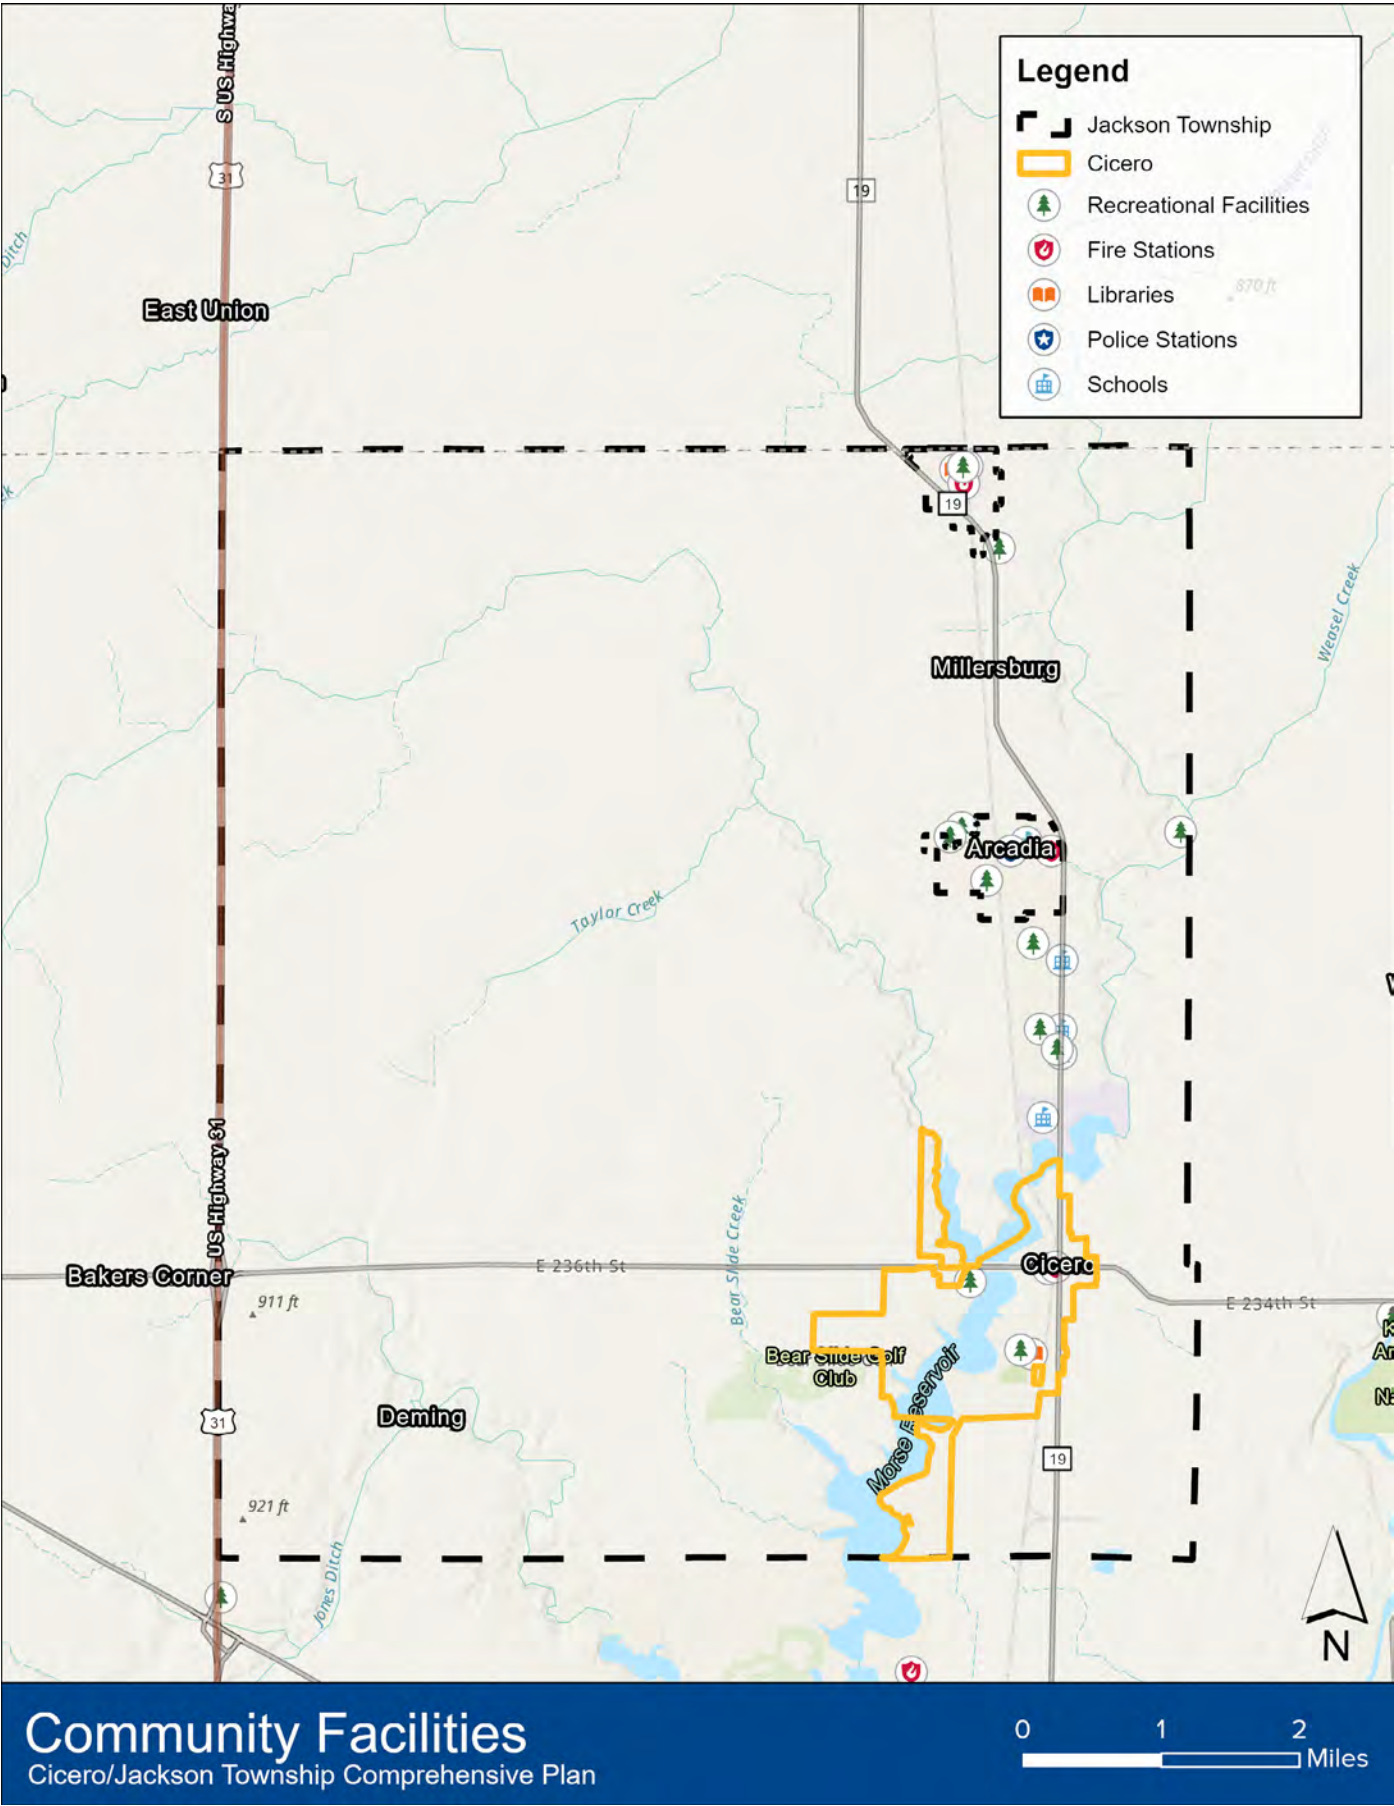 S US Highwa
31
19
Legend
Jackson Township
Cicero
Recreational Facilities
Fire Stations
Libraries
Police Stations
Schools
870 ft
Ditch
East Union
19
Weasel Creek
Millersburg
Arcadia
Taylor Creek
US Highway 31
Bear Slide Creek
Bakers Corner
E 236th St
Cicero
E 234th St
911 ft
Bear Slide Golf
Club
Morse Reservoir
Deming
31
19
921 ft
Jones Ditch
N
Community Facilities
Cicero/Jackson Township Comprehensive Plan
0 1 2
Miles